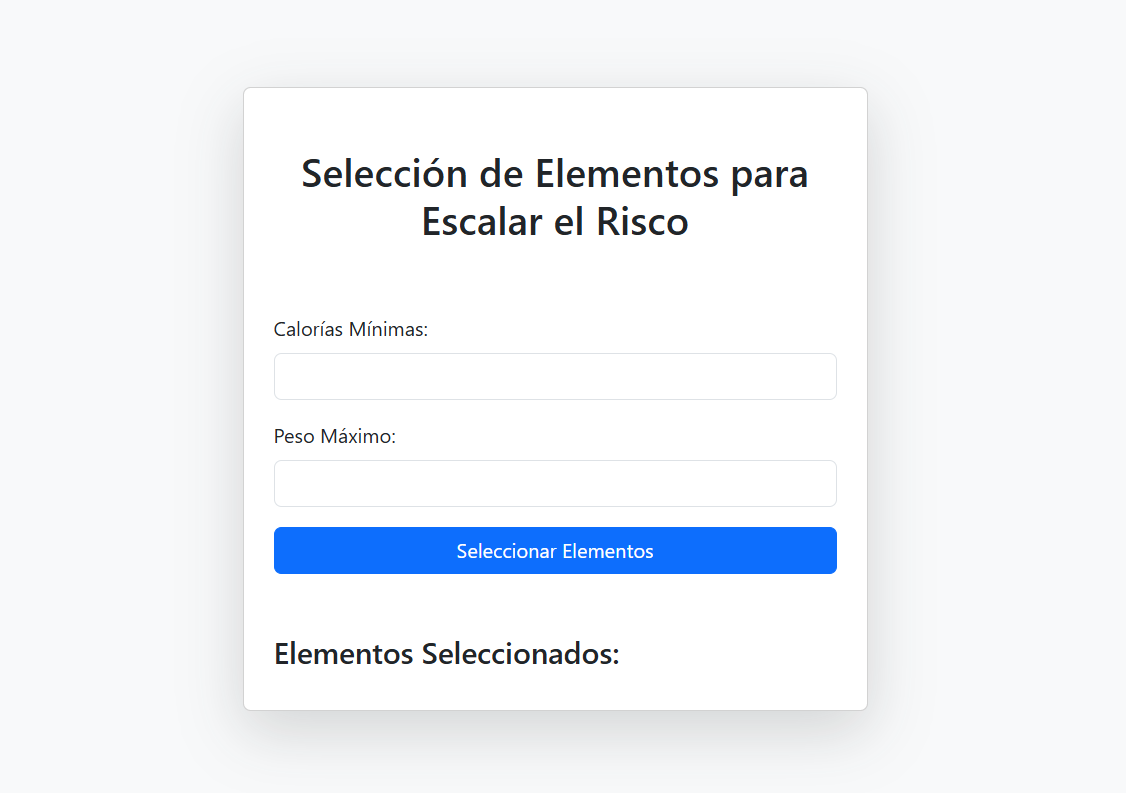 Selección de Elementos para
Escalar el Risco
Calorías Mínimas:
Peso Máximo:
Seleccionar Elementos
Elementos Seleccionados: